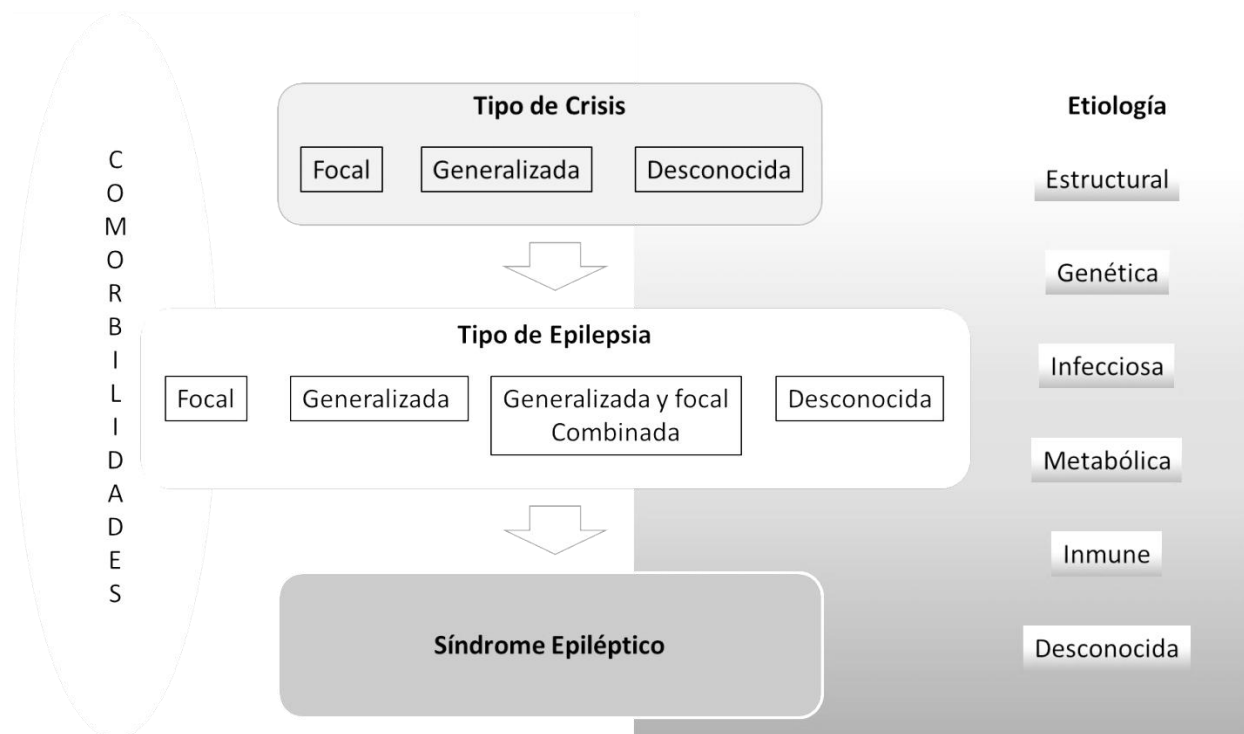 COMORBILIDADES
Tipo de Crisis
Focal
Generalizada
Desconocida
Tipo de Epilepsia
Focal
Generalizada
Generalizada y focal
Combinada
Desconocida
Síndrome Epiléptico
Etiología
Estructural
Genética
Infecciosa
Metabólica
Inmune
Desconocida